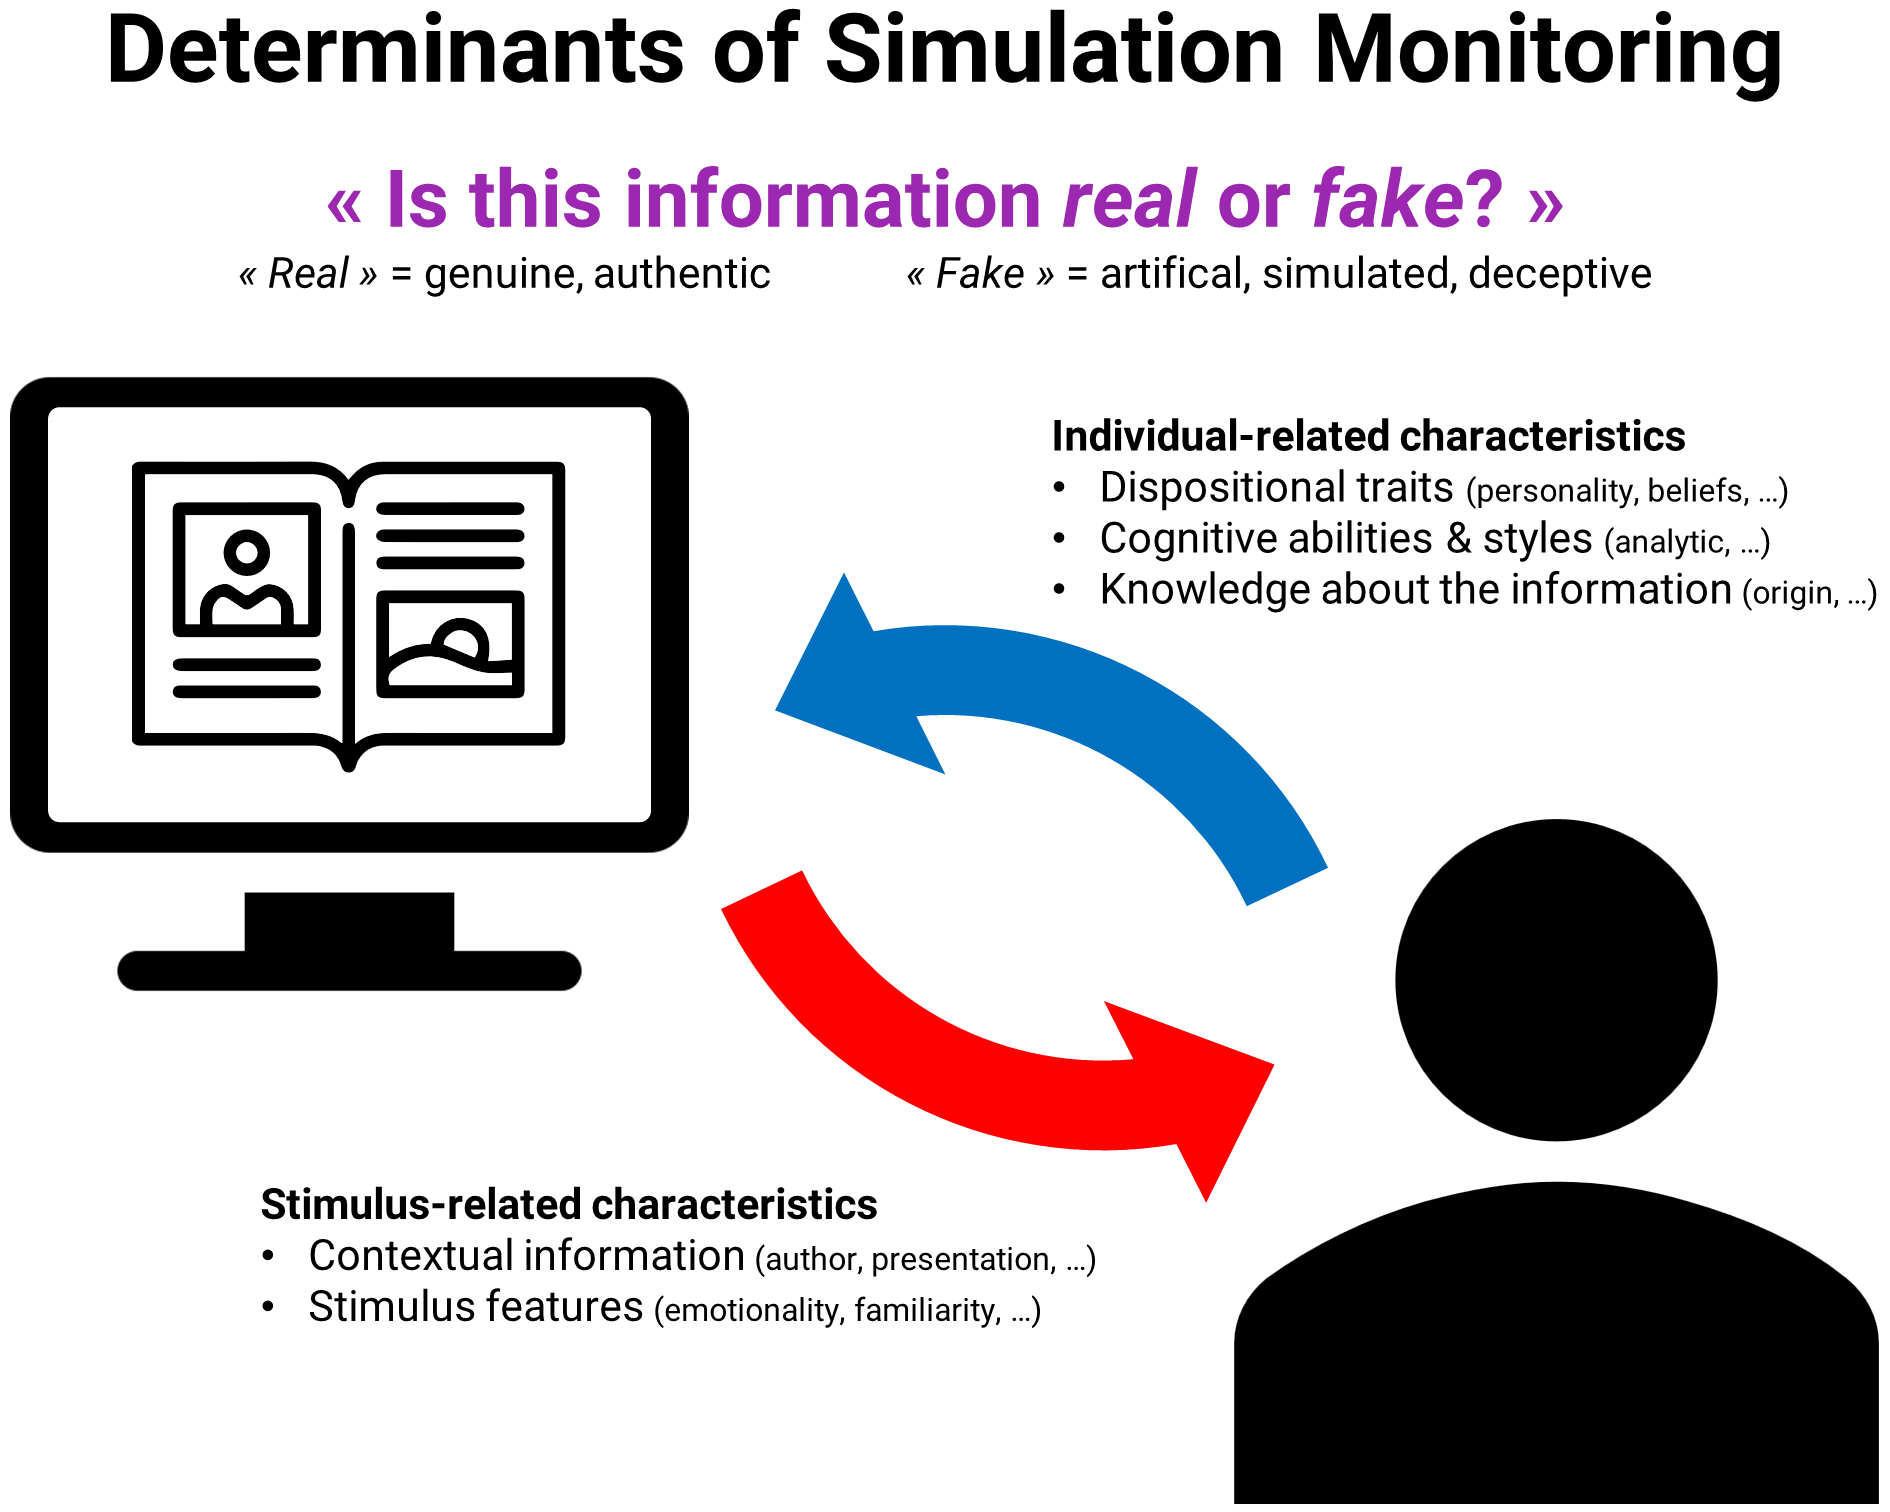 Determinants of Simulation Monitoring
« Is this information real or fake? »
« Real » = genuine, authentic
« Fake » = artifical, simulated, deceptive
Individual-related characteristics
• Dispositional traits (personality, beliefs, ...)
• Cognitive abilities & styles (analytic, ...)
• Knowledge about the information (origin, ...)
Stimulus-related characteristics
• Contextual information (author, presentation, ...)
• Stimulus features (emotionality, familiarity, ...)